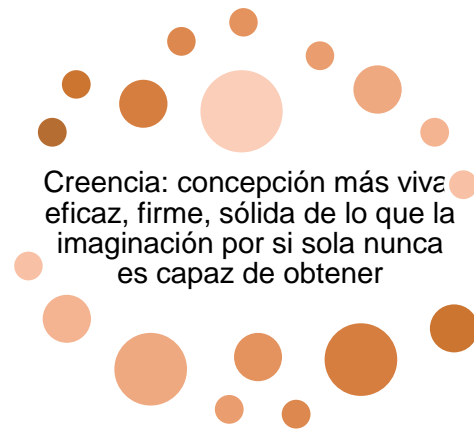 Creencia: concepción más viva
eficaz, firme, sólida de lo que la
imaginación por si sola nunca
es capaz de obtener